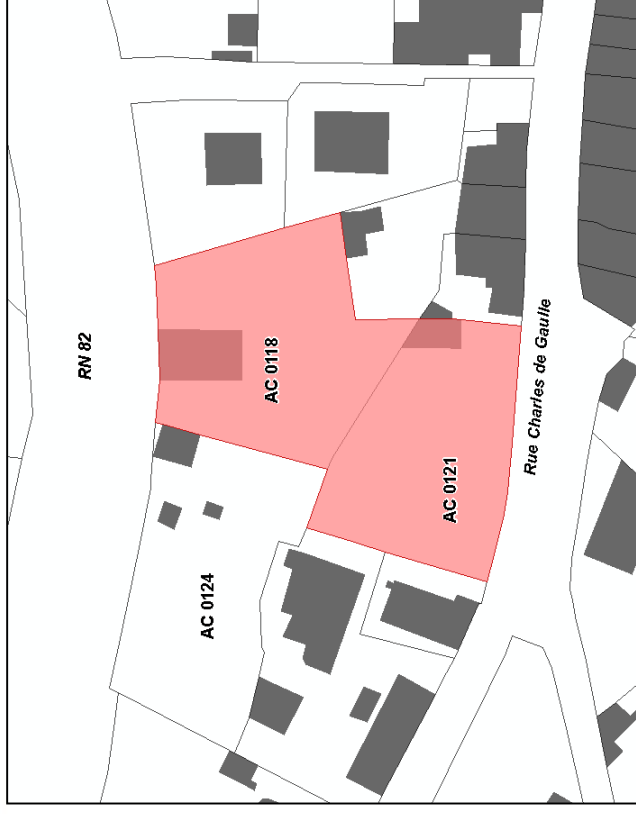 RN 82
AC 0118
Rue Charles de Gaulle
AC 0121
AC 0124